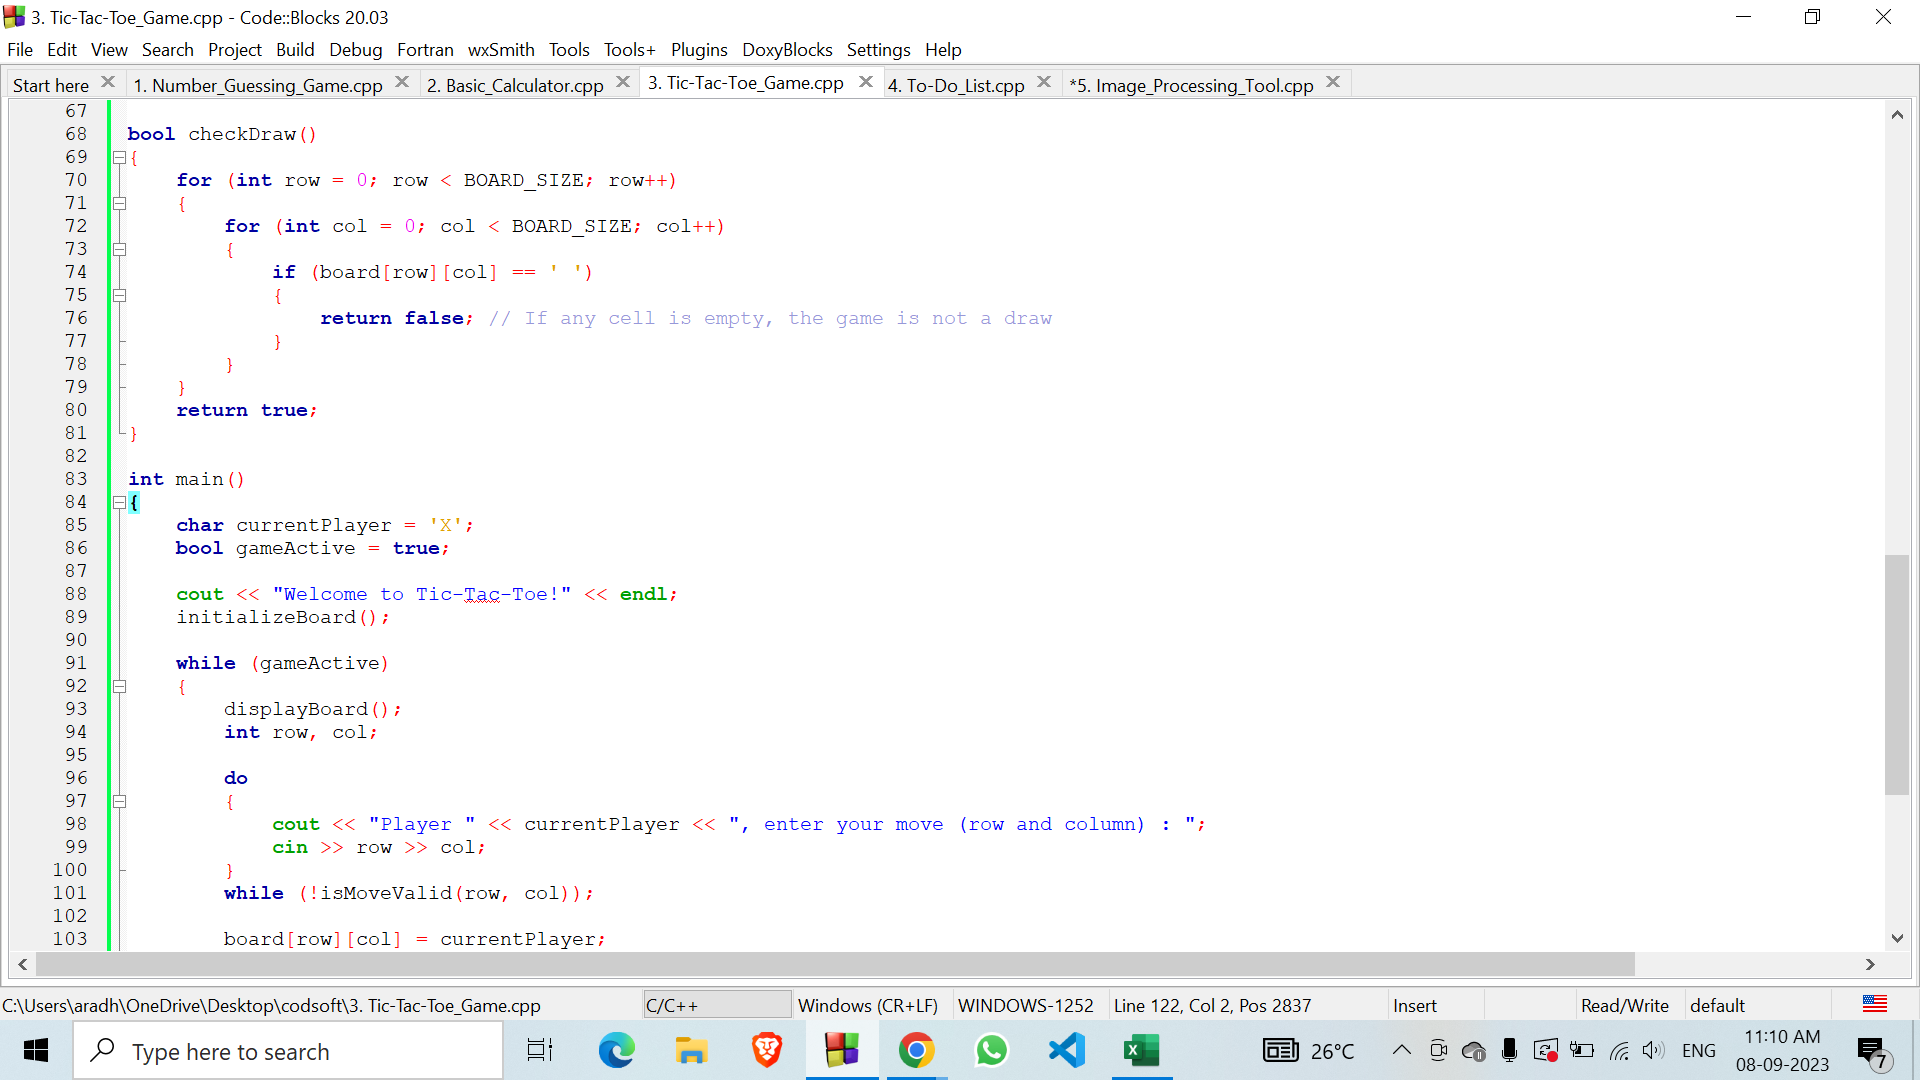 3. Tic-Tac-Toe_Game.cpp - Code::Blocks 20.03
File Edit View Search Project Build Debug Fortran wxSmith Tools Tools+ Plugins DoxyBlocks Settings Help
Start here 1. Number_Guessing_Game.cpp 2. Basic_Calculator.cpp 3. Tic-Tac-Toe_Game.cpp 4. To-Do_List.cpp *5. Image_Processing_Tool.cpp
67
68 bool checkDraw()
69 {
70     for (int row = 0; row < BOARD_SIZE; row++)
71     {
72         for (int col = 0; col < BOARD_SIZE; col++)
73         {
74             if (board[row][col] == ' ')
75             {
76                 return false; // If any cell is empty, the game is not a draw
77             }
78         }
79     }
80     return true;
81 }
82
83 int main()
84 {
85     char currentPlayer = 'X';
86     bool gameActive = true;
87
88     cout << "Welcome to Tic-Tac-Toe!" << endl;
89     initializeBoard();
90
91     while (gameActive)
92     {
93         displayBoard();
94         int row, col;
95
96         do
97         {
98             cout << "Player " << currentPlayer << ", enter your move (row and column) : ";
99             cin >> row >> col;
100         }
101         while (!isMoveValid(row, col));
102
103         board[row][col] = currentPlayer;
C:\Users\aradh\OneDrive\Desktop\codsoft\3. Tic-Tac-Toe_Game.cpp C/C++ Windows (CR+LF) WINDOWS-1252 Line 122, Col 2, Pos 2837 Insert Read/Write default
Type here to search 26°C ENG 11:10 AM
08-09-2023 7